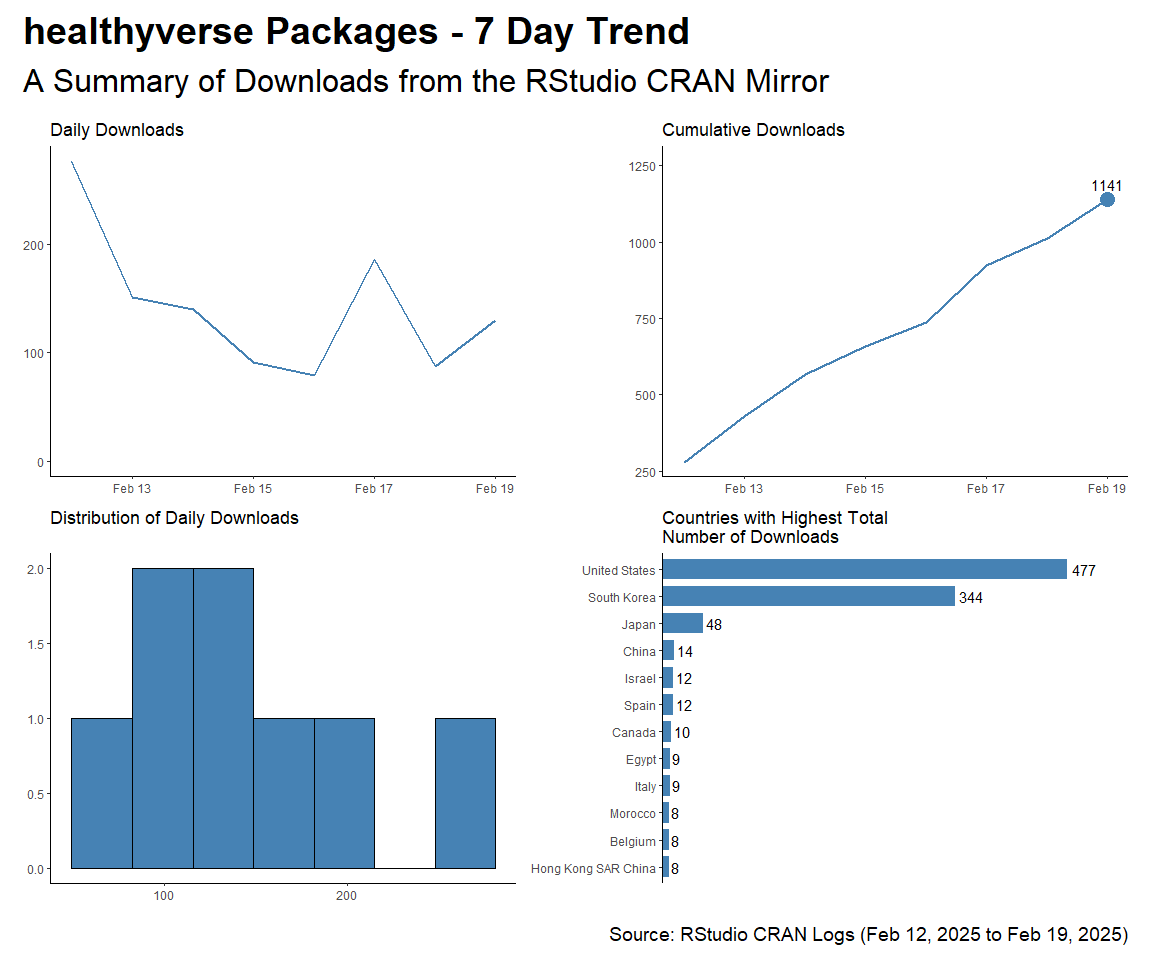 healthyverse Packages - 7 Day Trend
A Summary of Downloads from the RStudio CRAN Mirror
Daily Downloads
200
100
0
Feb 13 Feb 15 Feb 17 Feb 19
Cumulative Downloads
1250
1000
750
500
250
1141
Feb 13 Feb 15 Feb 17 Feb 19
Distribution of Daily Downloads
2.0
1.5
1.0
0.5
0.0
100 200
Countries with Highest Total
Number of Downloads
United States 477
South Korea 344
Japan 48
China 14
Israel 12
Spain 12
Canada 10
Egypt 9
Italy 9
Morocco 8
Belgium 8
Hong Kong SAR China 8
Source: RStudio CRAN Logs (Feb 12, 2025 to Feb 19, 2025)